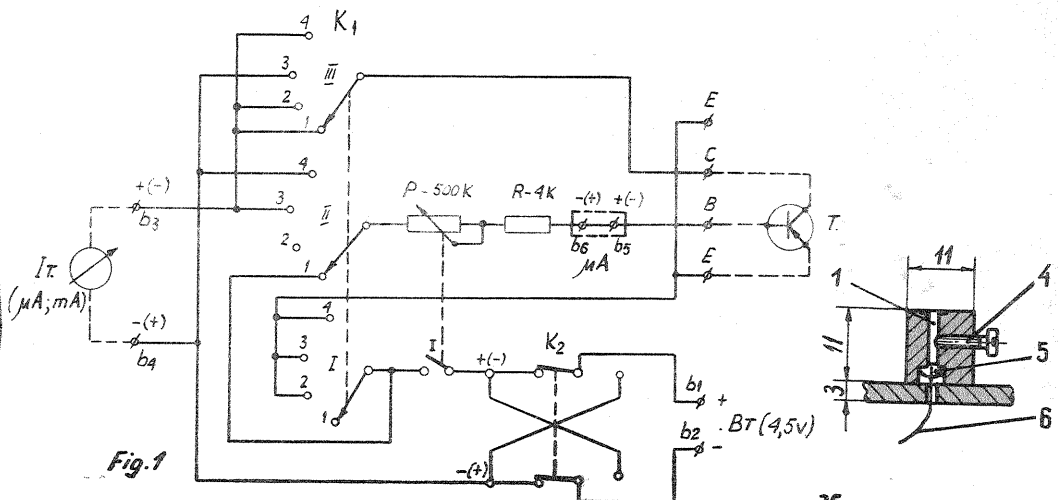 4
K1
3
III
2
1
E
C
4
+(-)
b3
3
II
P-500K
R-4K
-(+) +(-)
b6 b5
μA
B
T.
2
1
E
Iт.
(μA; mA)
-(+)
b4
4
3
2
I
1
I
+(-)
K2
b1
+
Вт (4,5v)
b2
-
-(+)
Fig.1
11
1
4
11
5
3
6